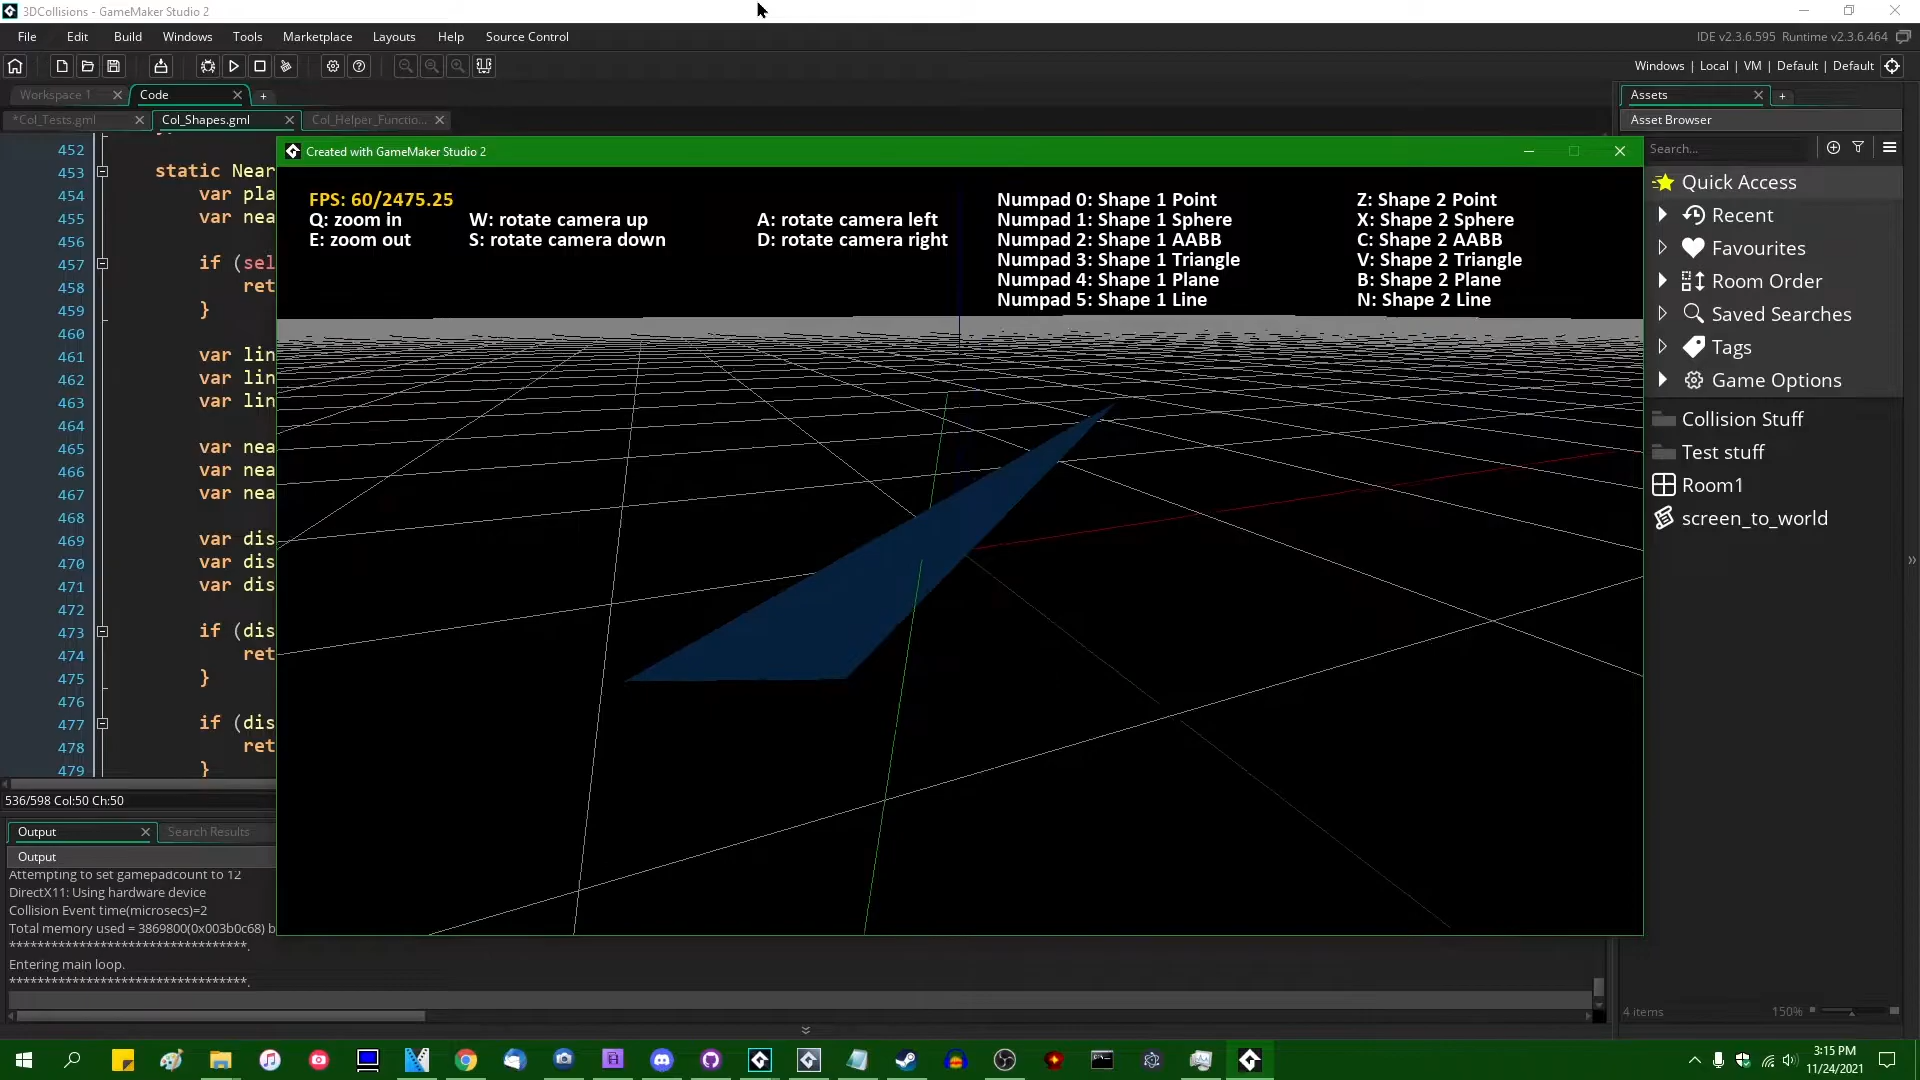 3DCollisions - GameMaker Studio 2
File Edit Build Windows Tools Marketplace Layouts Help Source Control
IDE v2.3.6.595 Runtime v2.3.6.464
Windows | Local | VM | Default | Default
Workspace 1
Code
+
*Col_Tests.gml
Col_Shapes.gml
Col_Helper_Functio...
452
453 static Near
454 var pla
455 var nea
456
457 if (sel
458 ret
459 }
460
461 var lin
462 var lin
463 var lin
464
465 var nea
466 var nea
467 var nea
468
469 var dis
470 var dis
471 var dis
472
473 if (dis
474 ret
475 }
476
477 if (dis
478 ret
479 }
536/598 Col:50 Ch:50
Created with GameMaker Studio 2
FPS: 60/2475.25
Q: zoom in W: rotate camera up A: rotate camera left
E: zoom out S: rotate camera down D: rotate camera right
Numpad 0: Shape 1 Point
Numpad 1: Shape 1 Sphere
Numpad 2: Shape 1 AABB
Numpad 3: Shape 1 Triangle
Numpad 4: Shape 1 Plane
Numpad 5: Shape 1 Line
Z: Shape 2 Point
X: Shape 2 Sphere
C: Shape 2 AABB
V: Shape 2 Triangle
B: Shape 2 Plane
N: Shape 2 Line
Assets
+
Asset Browser
Search...
Quick Access
Recent
Favourites
Room Order
Saved Searches
Tags
Game Options
Collision Stuff
Test stuff
Room1
screen_to_world
4 items
150%
Output
Search Results
Output
Attempting to set gamepadcount to 12
DirectX11: Using hardware device
Collision Event time(microsecs)=2
Total memory used = 3869800(0x003b0c68) b
***********************************.
Entering main loop.
***********************************.
3:15 PM
11/24/2021